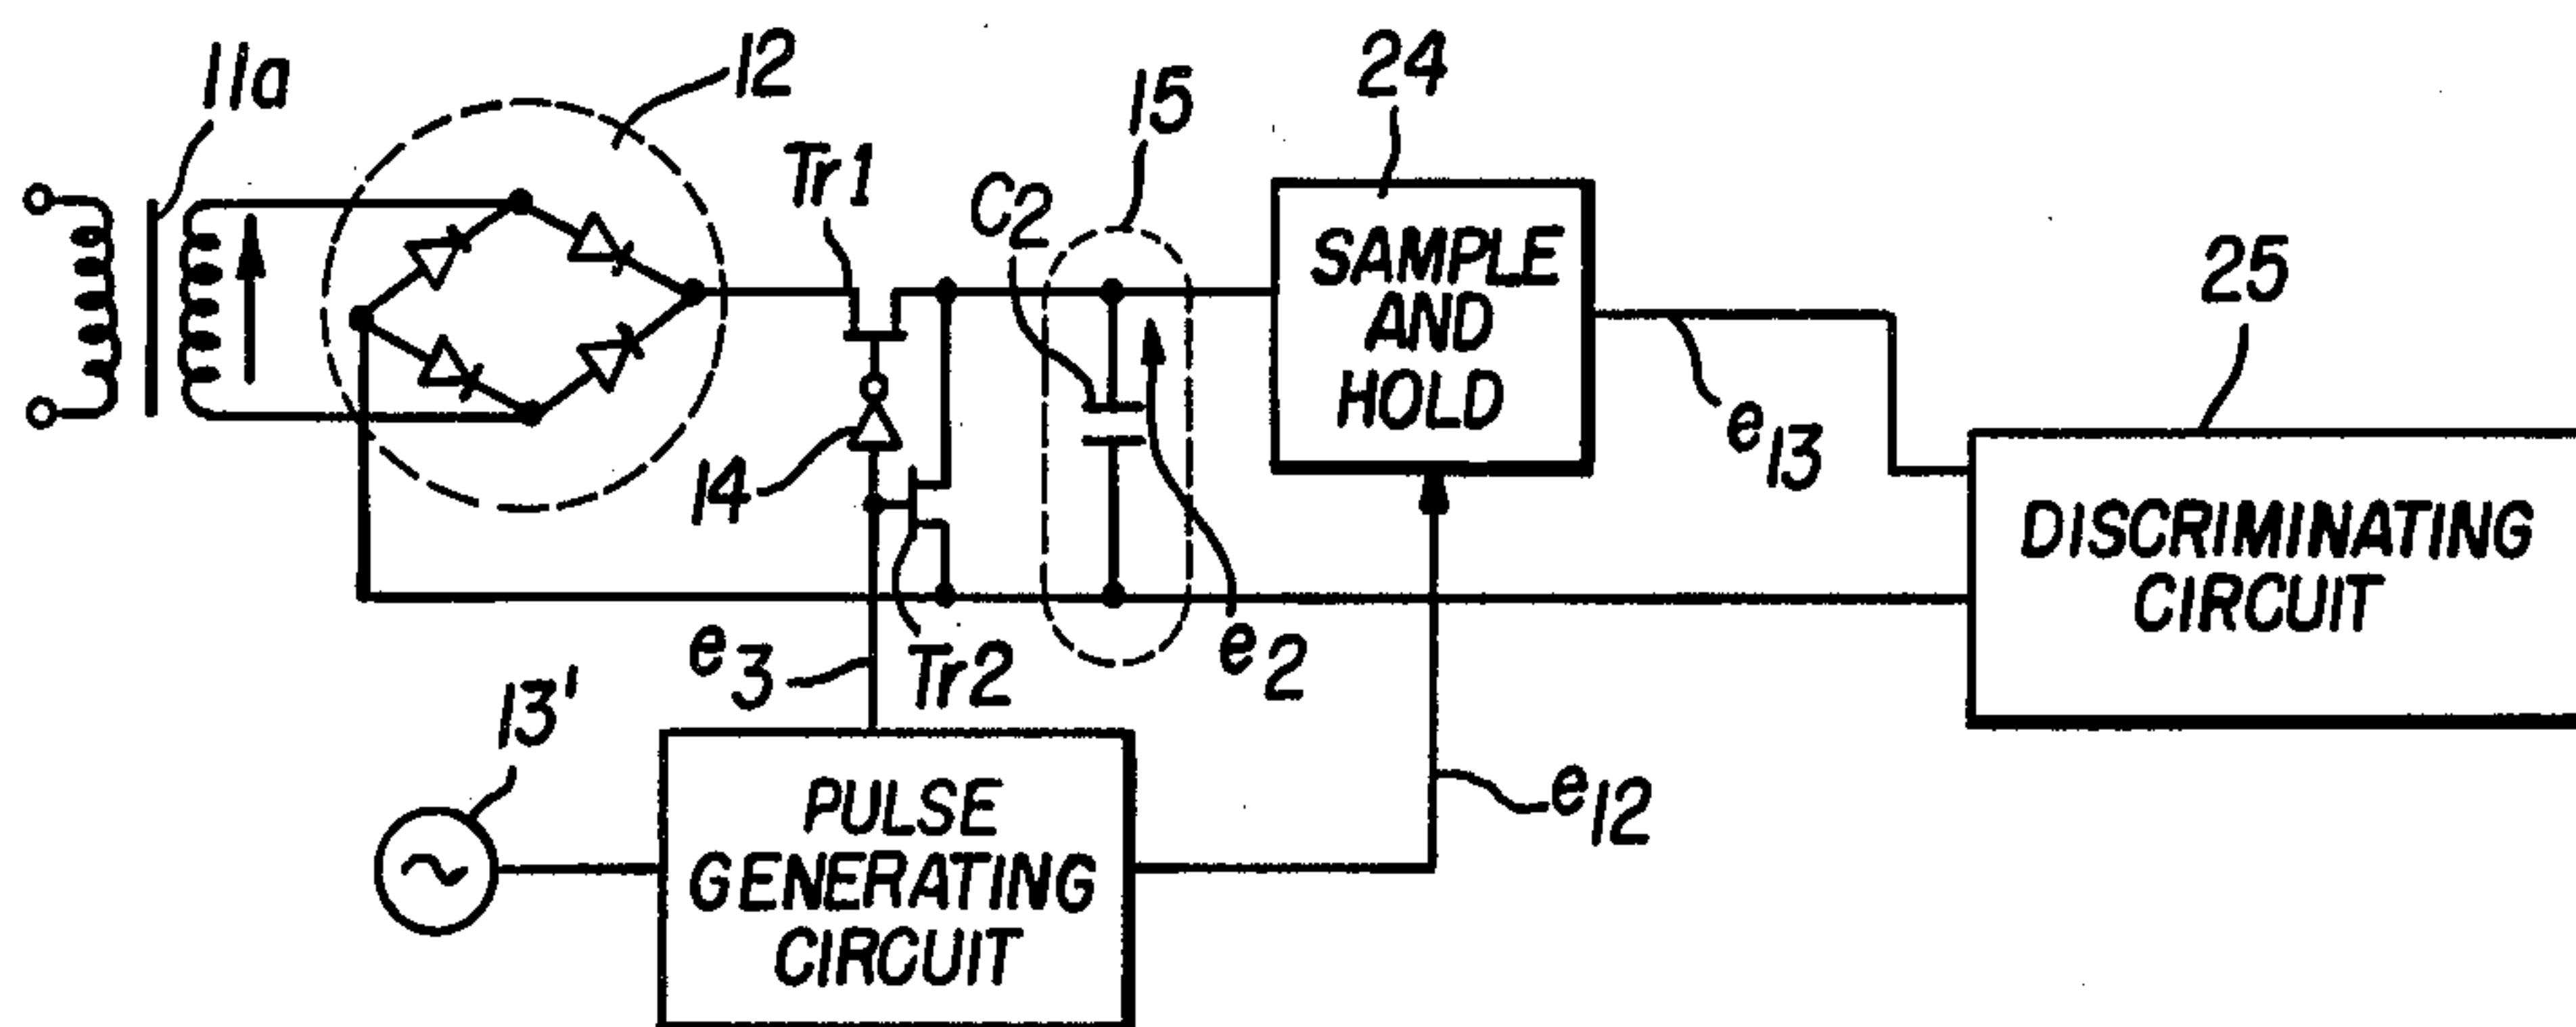 11a
12
Tr1
C2
15
24
SAMPLE
AND
HOLD
25
e13
14
DISCRIMINATING
CIRCUIT
e3
Tr2
e2
13'
PULSE
GENERATING
CIRCUIT
e12